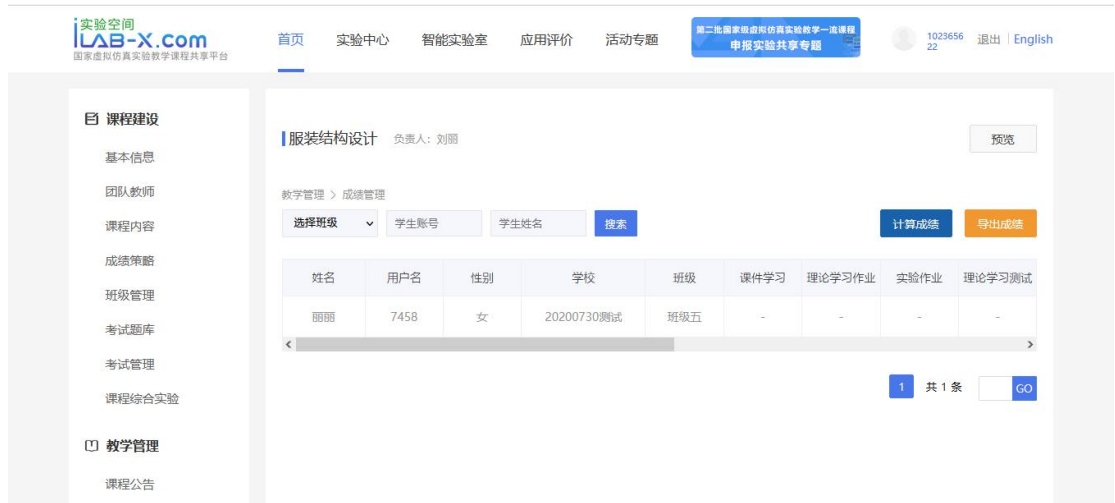 实验空间
iLAB-X.com
国家虚拟仿真实验教学课程共享平台
首页 实验中心 智能实验室 应用评价 活动专题
第二批国家级虚拟仿真实验教学一流课程
申报实验共享专题
1023656
22
退出 | English
课程建设
基本信息
团队教师
课程内容
成绩策略
班级管理
考试题库
考试管理
课程综合实验
教学管理
课程公告
服装结构设计 负责人：刘丽
预览
教学管理 > 成绩管理
选择班级 学生账号 学生姓名 搜索 计算成绩 导出成绩
姓名 用户名 性别 学校 班级 课件学习 理论学习作业 实验作业 理论学习测试
丽丽 7458 女 20200730测试 班级五 - - - -
1 共 1 条 GO